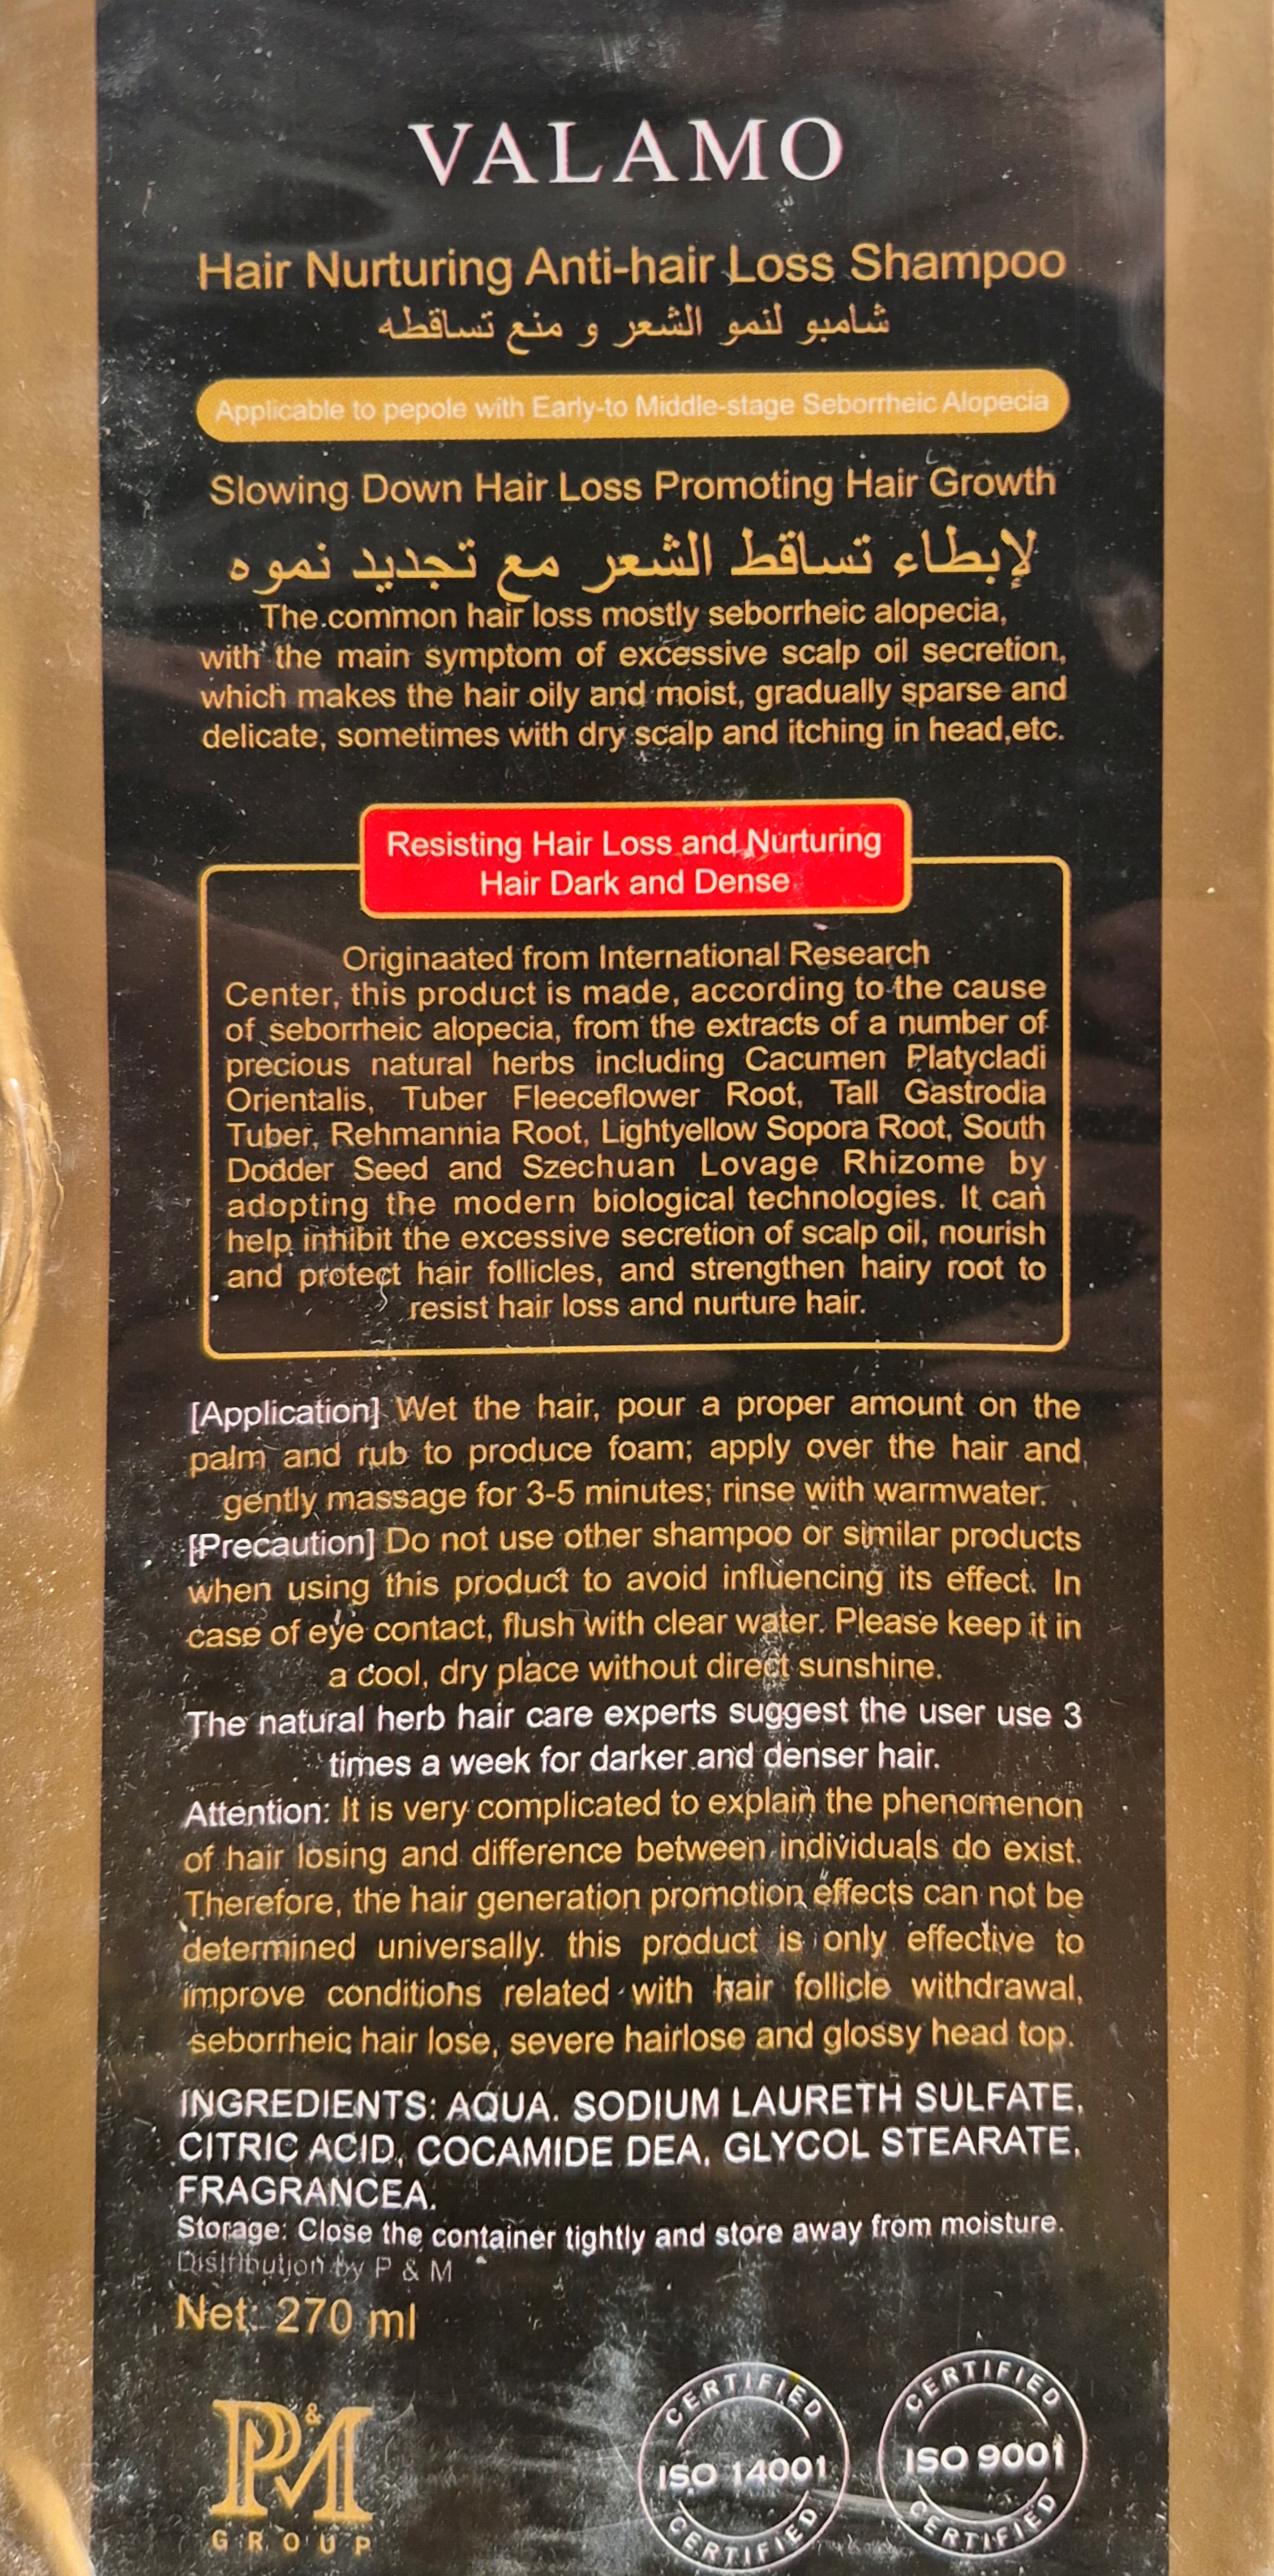 VALAMO
Hair Nurturing Anti-hair Loss Shampoo
شامبو لنمو الشعر و منع تساقطه
Applicable to pepole with Early-to Middle-stage Seborrheic Alopecia
Slowing Down Hair Loss Promoting Hair Growth
لإبطاء تساقط الشعر مع تجديد نموه
The common hair loss mostly seborrheic alopecia,
with the main symptom of excessive scalp oil secretion,
which makes the hair oily and moist, gradually sparse and
delicate, sometimes with dry scalp and itching in head,etc.
Resisting Hair Loss and Nurturing
Hair Dark and Dense
Originaated from International Research
Center, this product is made, according to the cause
of seborrheic alopecia, from the extracts of a number of
precious natural herbs including Cacumen Platycladi
Orientalis, Tuber Fleeceflower Root, Tall Gastrodia
Tuber, Rehmannia Root, Lightyellow Sopora Root, South
Dodder Seed and Szechuan Lovage Rhizome by
adopting the modern biological technologies. It can
help inhibit the excessive secretion of scalp oil, nourish
and protect hair follicles, and strengthen hairy root to
resist hair loss and nurture hair.
[Application] Wet the hair, pour a proper amount on the
palm and rub to produce foam; apply over the hair and
gently massage for 3-5 minutes; rinse with warmwater.
[Precaution] Do not use other shampoo or similar products
when using this product to avoid influencing its effect. In
case of eye contact, flush with clear water. Please keep it in
a cool, dry place without direct sunshine.
The natural herb hair care experts suggest the user use 3
times a week for darker and denser hair.
Attention: It is very complicated to explain the phenomenon
of hair losing and difference between individuals do exist.
Therefore, the hair generation promotion effects can not be
determined universally. this product is only effective to
improve conditions related with hair follicle withdrawal,
seborrheic hair lose, severe hairlose and glossy head top.
INGREDIENTS: AQUA. SODIUM LAURETH SULFATE,
CITRIC ACID, COCAMIDE DEA, GLYCOL STEARATE,
FRAGRANCEA.
Storage: Close the container tightly and store away from moisture.
Distribution by P & M
Net: 270 ml
P&M
GROUP
CERTIFIED
ISO 14001
CERTIFIED
CERTIFIED
ISO 9001
CERTIFIED